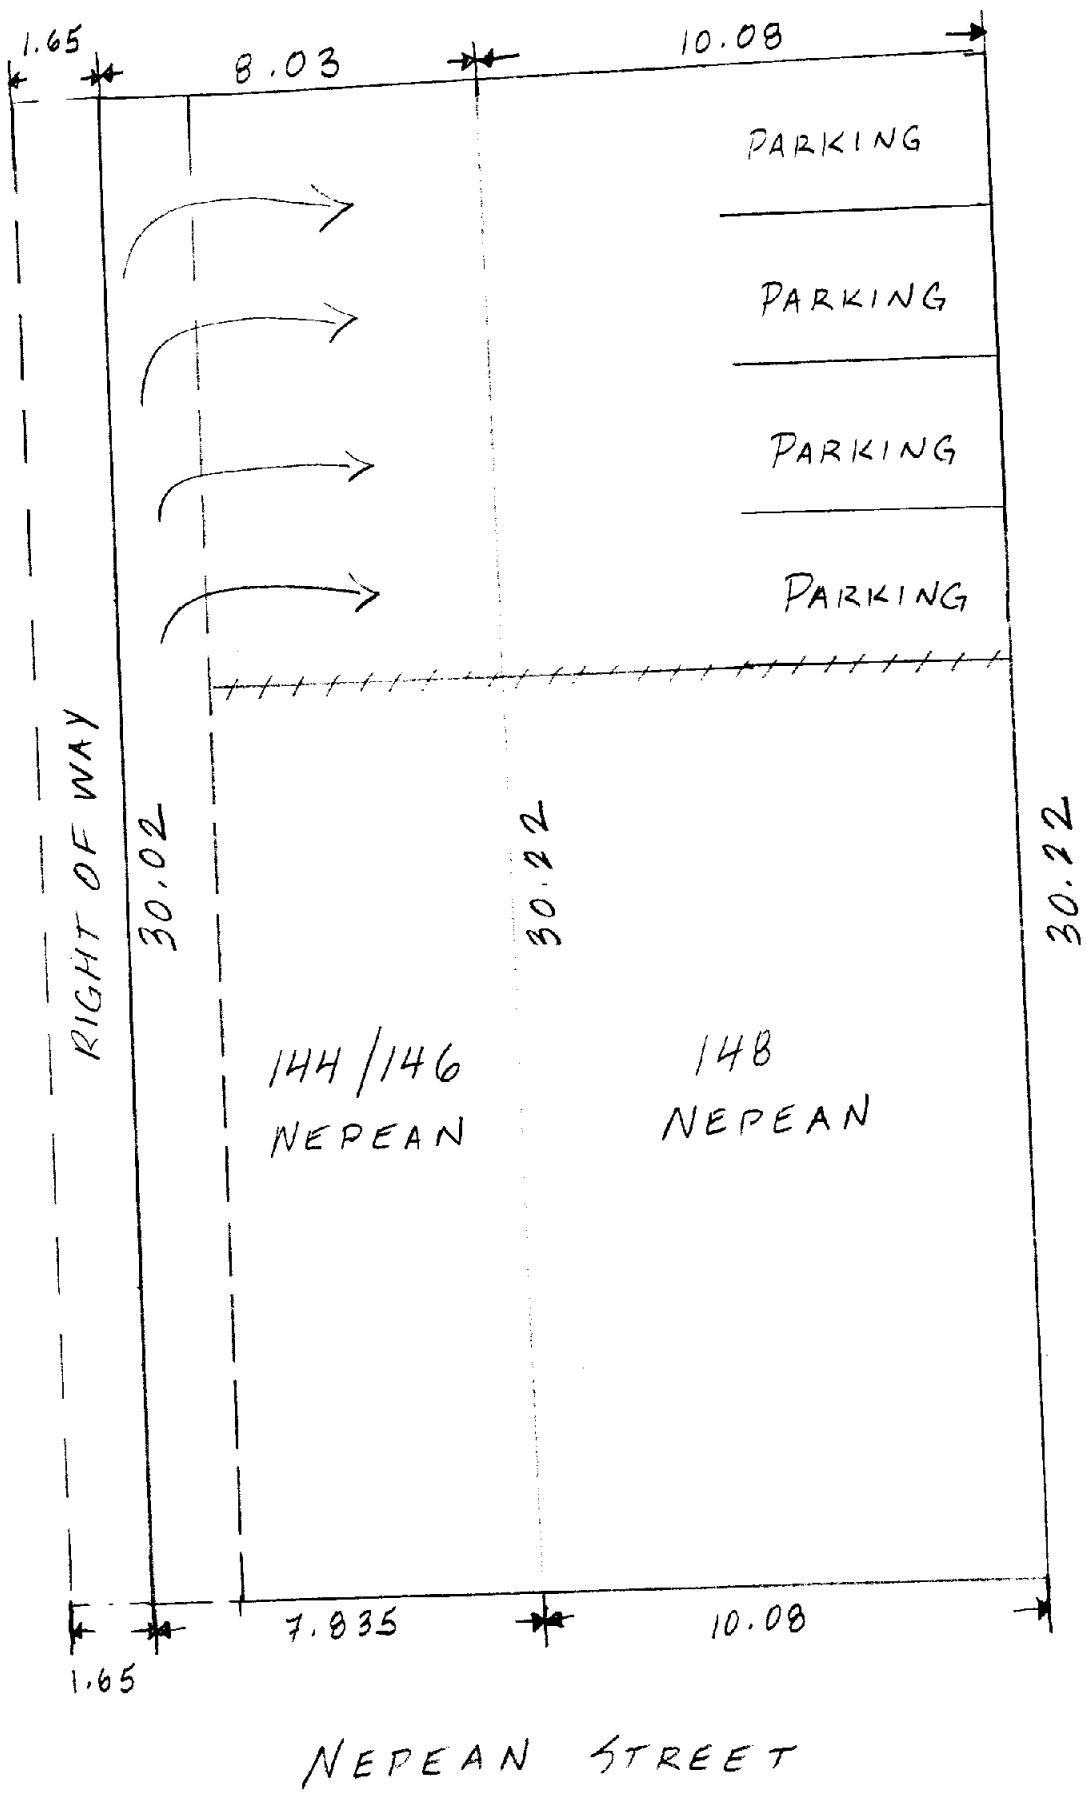 1.65
8.03
10.08
PARKING
PARKING
PARKING
PARKING
RIGHT OF WAY
30.02
30.22
30.22
144/146
NEPEAN
148
NEPEAN
7.835
10.08
1.65
NEPEAN STREET